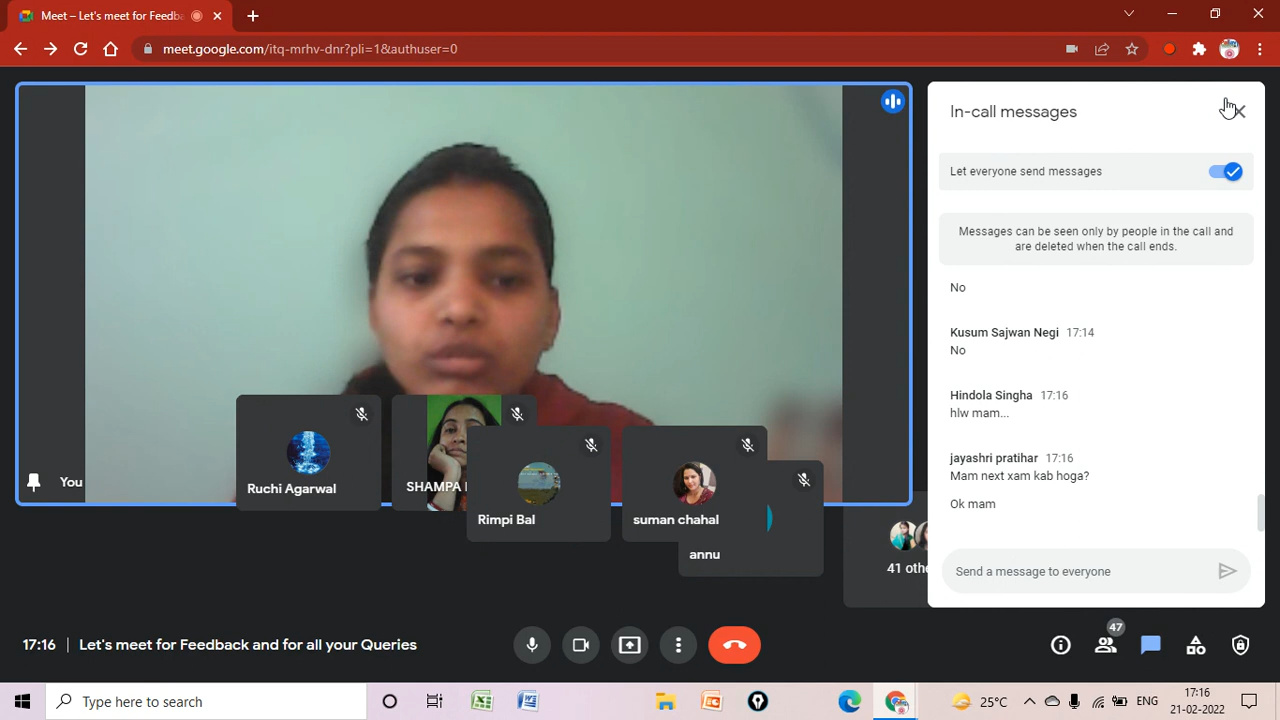 Meet – Let's meet for Feedb
meet.google.com/itq-mrhv-dnr?pli=1&authuser=0
In-call messages
Let everyone send messages
Messages can be seen only by people in the call and
are deleted when the call ends.
No
Kusum Sajwan Negi 17:14
No
Hindola Singha 17:16
hlw mam...
jayashri pratihar 17:16
Mam next xam kab hoga?
Ok mam
Send a message to everyone
You
Ruchi Agarwal
SHAMPA
Rimpi Bal
suman chahal
annu
41 othe
17:16 | Let's meet for Feedback and for all your Queries
47
Type here to search
25°C
ENG
7:16
21-02-2022